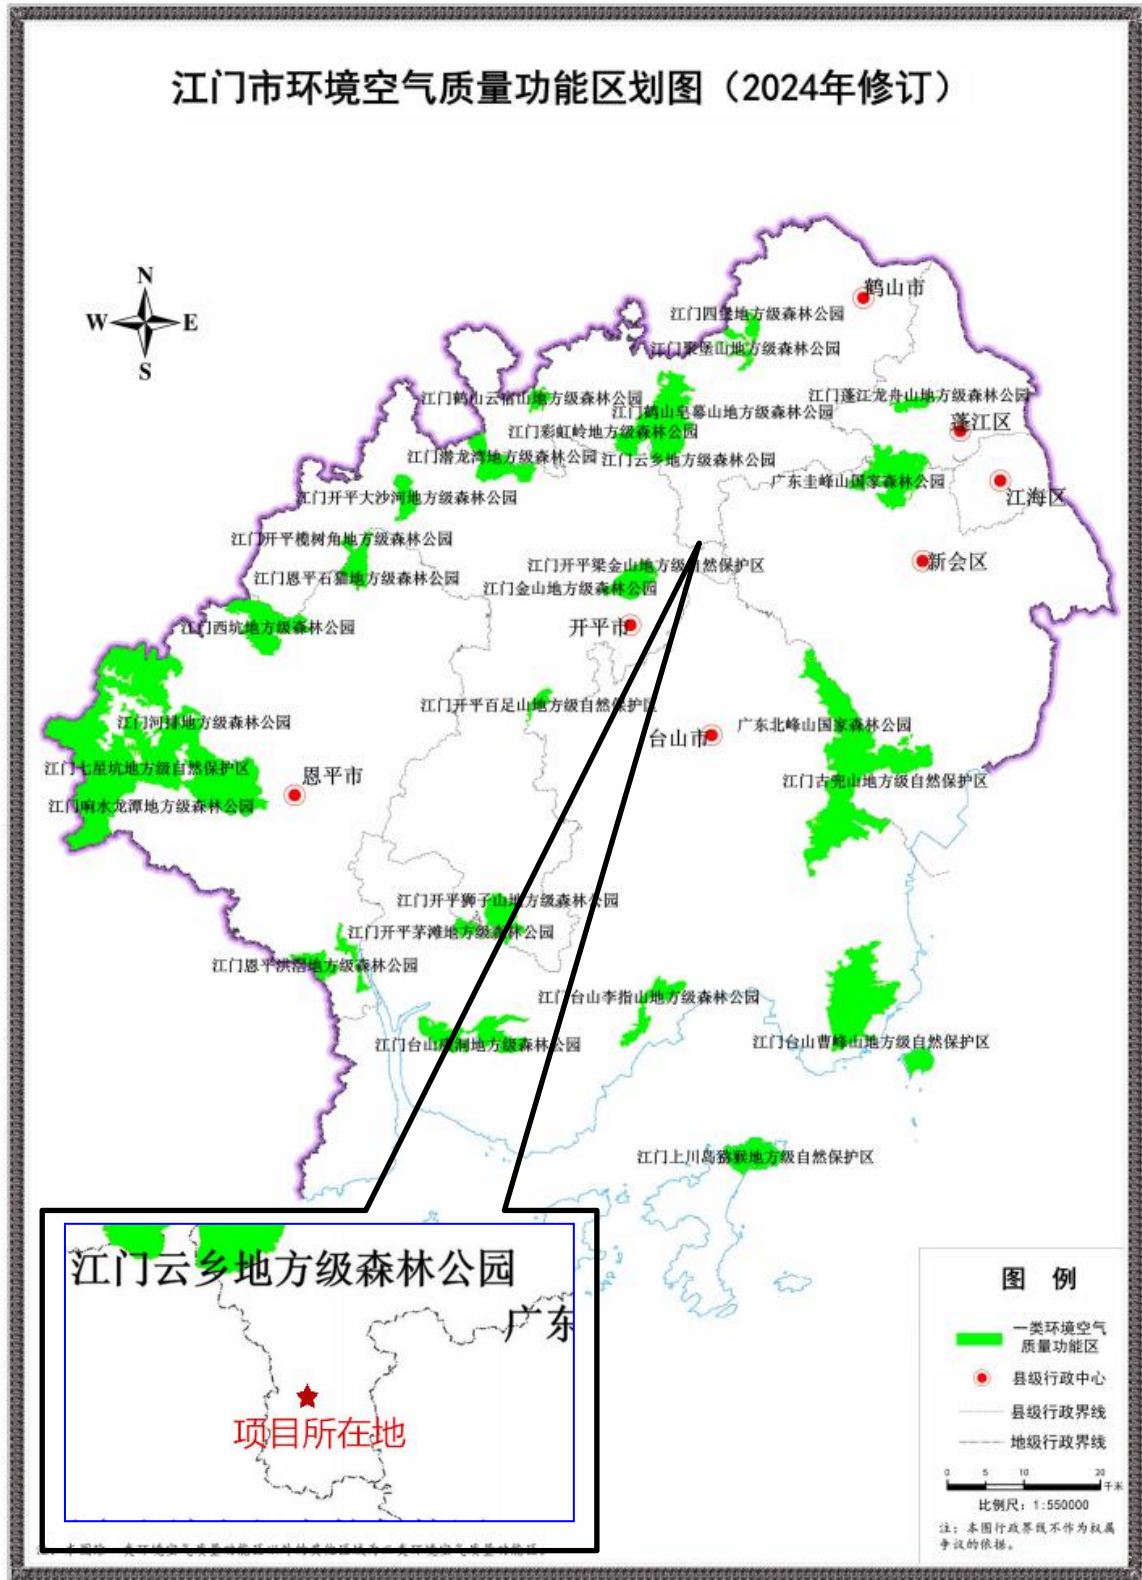 江门市环境空气质量功能区划图（2024年修订）
N
W
E
S
鹤山市
江门四堡地方级森林公园
江门聚堡山地方级森林公园
江门鹤山云宿山地方级森林公园
江门蓬江龙舟山地方级森林公园
江门鹤山皂幕山地方级森林公园
蓬江区
江门彩虹岭地方级森林公园
江门潜龙湾地方级森林公园
江门云乡地方级森林公园
广东圭峰山国家森林公园
江海区
江门开平大沙河地方级森林公园
江门开平榄树角地方级森林公园
新会区
江门开平梁金山地方级自然保护区
江门恩平石猫地方级森林公园
江门金山地方级森林公园
江门西坑地方级森林公园
开平市
江门开平百足山地方级自然保护区
江门河排地方级森林公园
广东北峰山国家森林公园
台山市
江门七星坑地方级自然保护区
恩平市
江门古兜山地方级自然保护区
江门响水龙潭地方级森林公园
江门开平狮子山地方级森林公园
江门开平茅滩地方级森林公园
江门恩平洪滘地方级森林公园
江门台山李指山地方级森林公园
江门台山曹峰山地方级自然保护区
江门上川岛猕猴地方级自然保护区
江门云乡地方级森林公园
广东
项目所在地
图 例
一类环境空气
质量功能区
县级行政中心
县级行政界线
地级行政界线
0 5 10 20
千米
比例尺：1:550000
注：本图行政界线不作为权属
争议的依据。